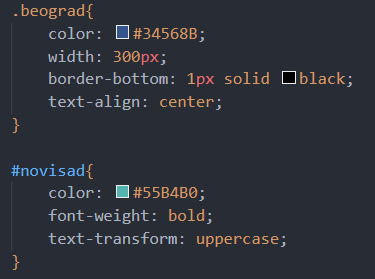 .beograd{
color: #34568B;
width: 300px;
border-bottom: 1px solid black;
text-align: center;
}
#novisad{
color: #55B4B0;
font-weight: bold;
text-transform: uppercase;
}